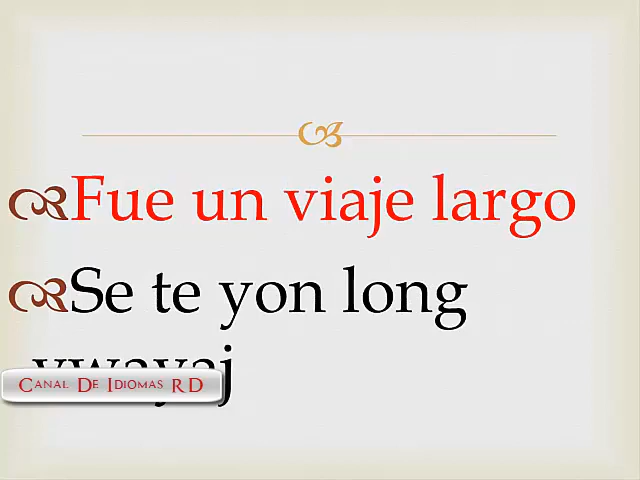 Fue un viaje largo
Se te yon long
vwayaj
Canal De Idiomas RD